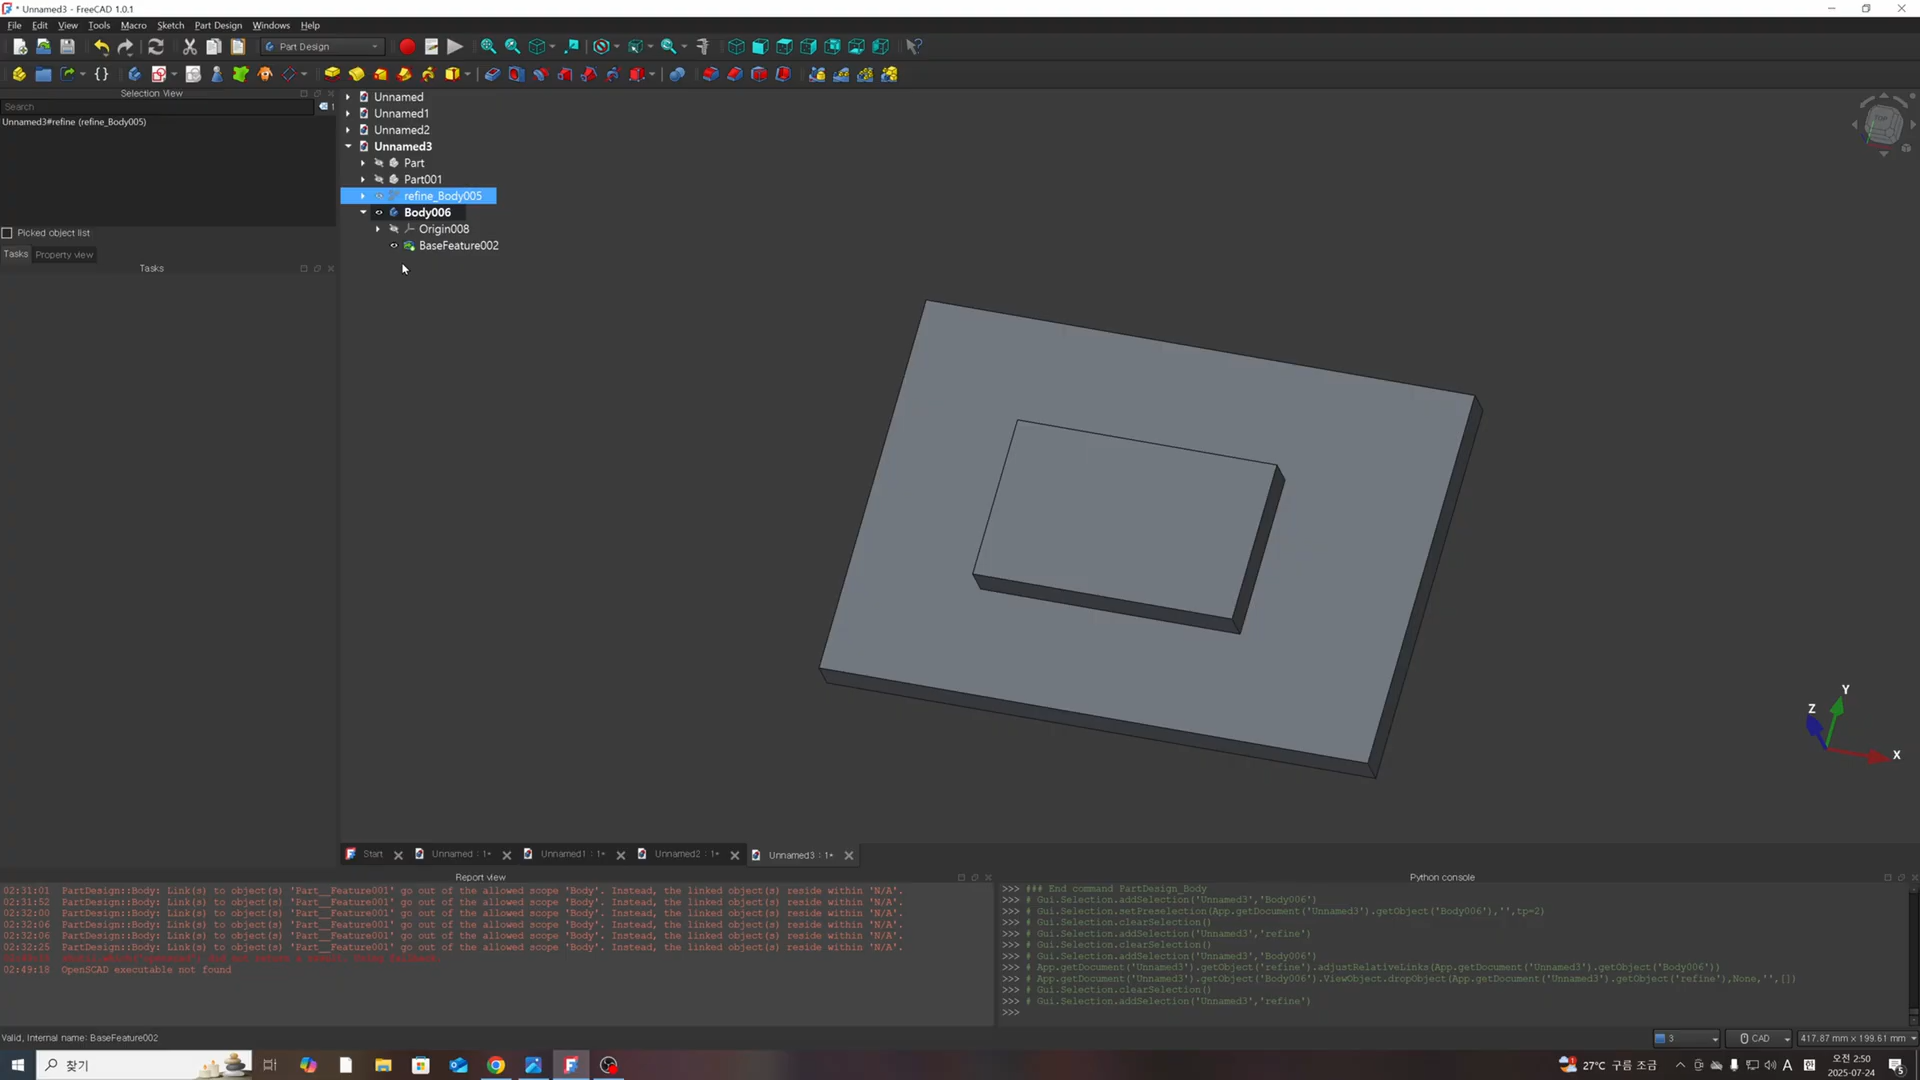 * Unnamed3 - FreeCAD 1.0.1
File Edit View Tools Macro Sketch Part Design Windows Help
Part Design
Selection View
Search
1
Unnamed3#refine (refine_Body005)
Picked object list
Tasks Property view
Tasks
Unnamed
Unnamed1
Unnamed2
Unnamed3
Part
Part001
refine_Body005
Body006
Origin008
BaseFeature002
Z
Y
X
Start
Unnamed : 1*
Unnamed1 : 1*
Unnamed2 : 1*
Unnamed3 : 1*
Report view
02:31:01 PartDesign::Body: Link(s) to object(s) 'Part__Feature001' go out of the allowed scope 'Body'. Instead, the linked object(s) reside within 'N/A'.
02:31:52 PartDesign::Body: Link(s) to object(s) 'Part__Feature001' go out of the allowed scope 'Body'. Instead, the linked object(s) reside within 'N/A'.
02:32:00 PartDesign::Body: Link(s) to object(s) 'Part__Feature001' go out of the allowed scope 'Body'. Instead, the linked object(s) reside within 'N/A'.
02:32:06 PartDesign::Body: Link(s) to object(s) 'Part__Feature001' go out of the allowed scope 'Body'. Instead, the linked object(s) reside within 'N/A'.
02:32:06 PartDesign::Body: Link(s) to object(s) 'Part__Feature001' go out of the allowed scope 'Body'. Instead, the linked object(s) reside within 'N/A'.
02:32:25 PartDesign::Body: Link(s) to object(s) 'Part__Feature001' go out of the allowed scope 'Body'. Instead, the linked object(s) reside within 'N/A'.
02:49:18 OpenSCAD executable not found
Python console
>>> ### End command PartDesign_Body
>>> # Gui.Selection.addSelection('Unnamed3','Body006')
>>> # Gui.Selection.setPreselection(App.getDocument('Unnamed3').getObject('Body006'),'',tp=2)
>>> # Gui.Selection.clearSelection()
>>> # Gui.Selection.addSelection('Unnamed3','refine')
>>> # Gui.Selection.clearSelection()
>>> # Gui.Selection.addSelection('Unnamed3','Body006')
>>> # App.getDocument('Unnamed3').getObject('refine').adjustRelativeLinks(App.getDocument('Unnamed3').getObject('Body006'))
>>> # App.getDocument('Unnamed3').getObject('Body006').ViewObject.dropObject(App.getDocument('Unnamed3').getObject('refine'),None,'',[])
>>> # Gui.Selection.clearSelection()
>>> # Gui.Selection.addSelection('Unnamed3','refine')
>>>
Valid, Internal name: BaseFeature002
3
CAD
417.87 mm × 199.61 mm
찾기
27°C 구름 조금
A
오전 2:50
2025-07-24
5